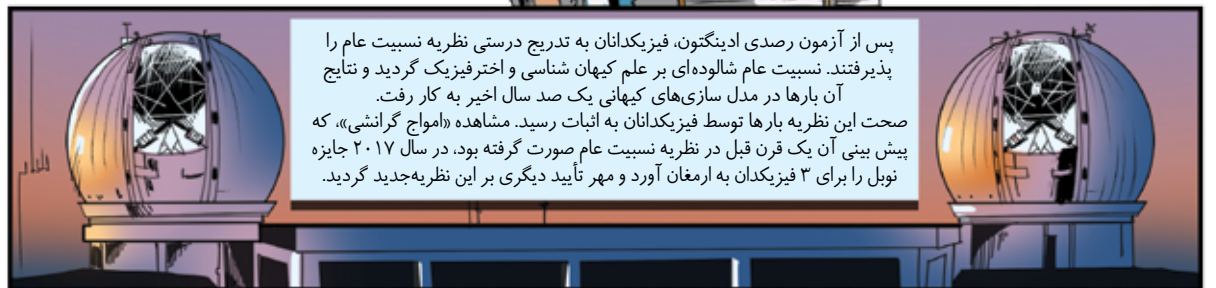 پس از آزمون رصدی ادینگتون، فیزیکدانان به تدریج درستی نظریه نسبیت عام را
پذیرفتند. نسبیت عام شالوده‌ای بر علم کیهان شناسی و اخترفیزیک گردید و نتایج
آن بارها در مدل سازی‌های کیهانی یک صد سال اخیر به کار رفت.
صحت این نظریه بارها توسط فیزیکدانان به اثبات رسید. مشاهده «امواج گرانشی»، که
پیش بینی آن یک قرن قبل در نظریه نسبیت عام صورت گرفته بود، در سال ۲۰۱۷ جایزه
نوبل را برای ۳ فیزیکدان به ارمغان آورد و مهر تأیید دیگری بر این نظریه‌جدید گردید.